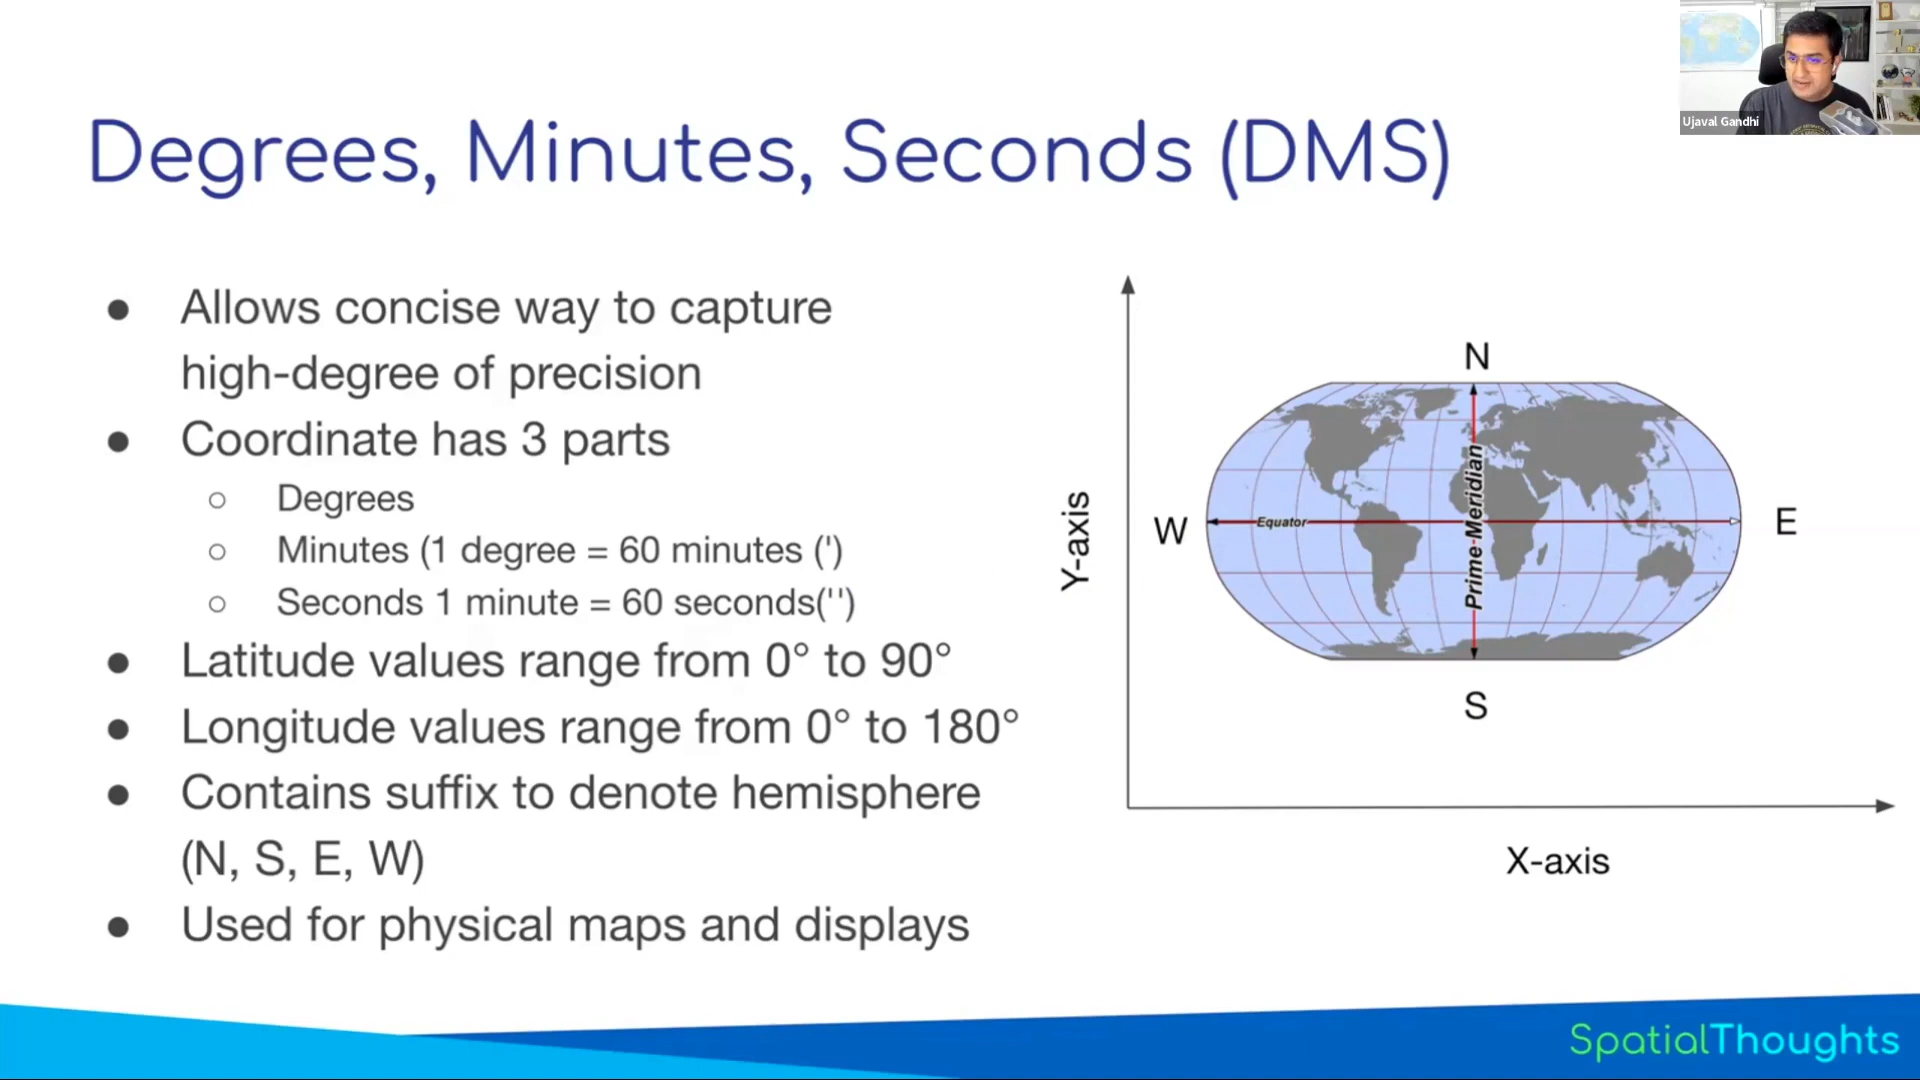 Ujaval Gandhi
Degrees, Minutes, Seconds (DMS)
● Allows concise way to capture
high-degree of precision
● Coordinate has 3 parts
○ Degrees
○ Minutes (1 degree = 60 minutes (')
○ Seconds 1 minute = 60 seconds('')
● Latitude values range from 0° to 90°
● Longitude values range from 0° to 180°
● Contains suffix to denote hemisphere
(N, S, E, W)
● Used for physical maps and displays
Y-axis
N
W
Equator
Prime Meridian
E
S
X-axis
SpatialThoughts